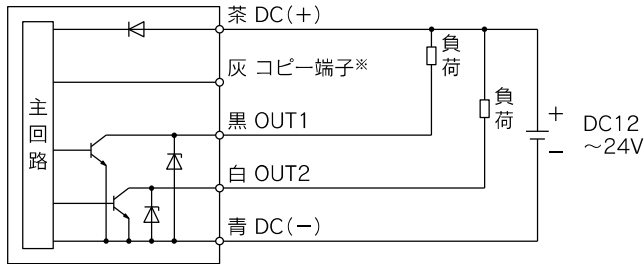 茶 DC(+)
負荷
灰 コピー端子※
負荷
主回路
黒 OUT1
+
DC12
～24V
−
白 OUT2
青 DC(−)